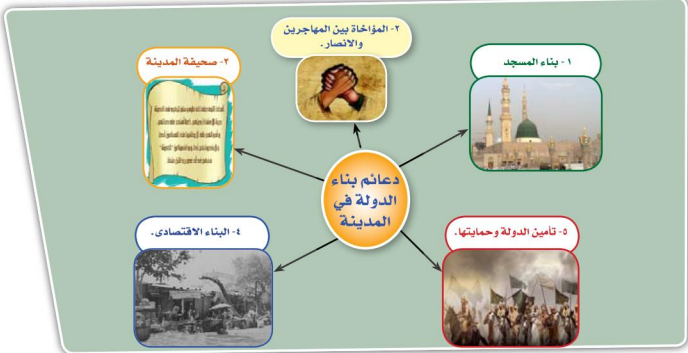 دعائم بناء
الدولة في
المدينة
١- بناء المسجد
٢- المؤاخاة بين المهاجرين
والانصار.
٣- صحيفة المدينة
٤- البناء الاقتصادى.
٥- تأمين الدولة وحمايتها.